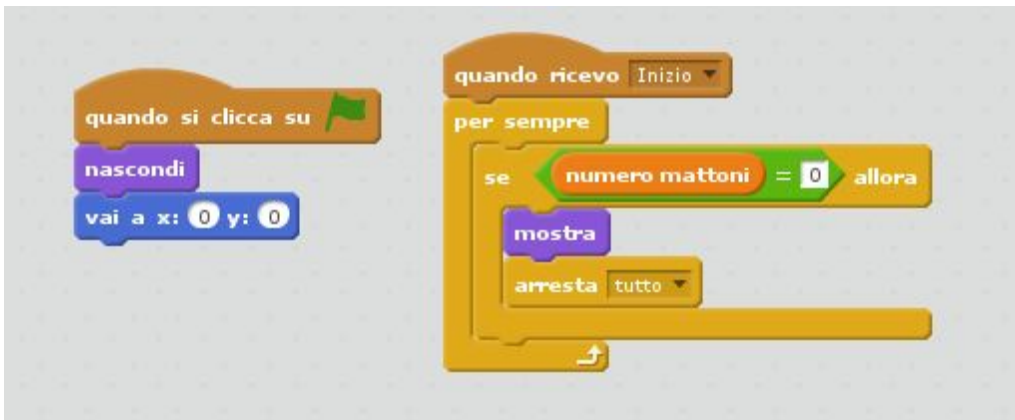 quando si clicca su
nascondi
vai a x: 0 y: 0
quando ricevo Inizio
per sempre
se numero mattoni = 0 allora
mostra
arresta tutto